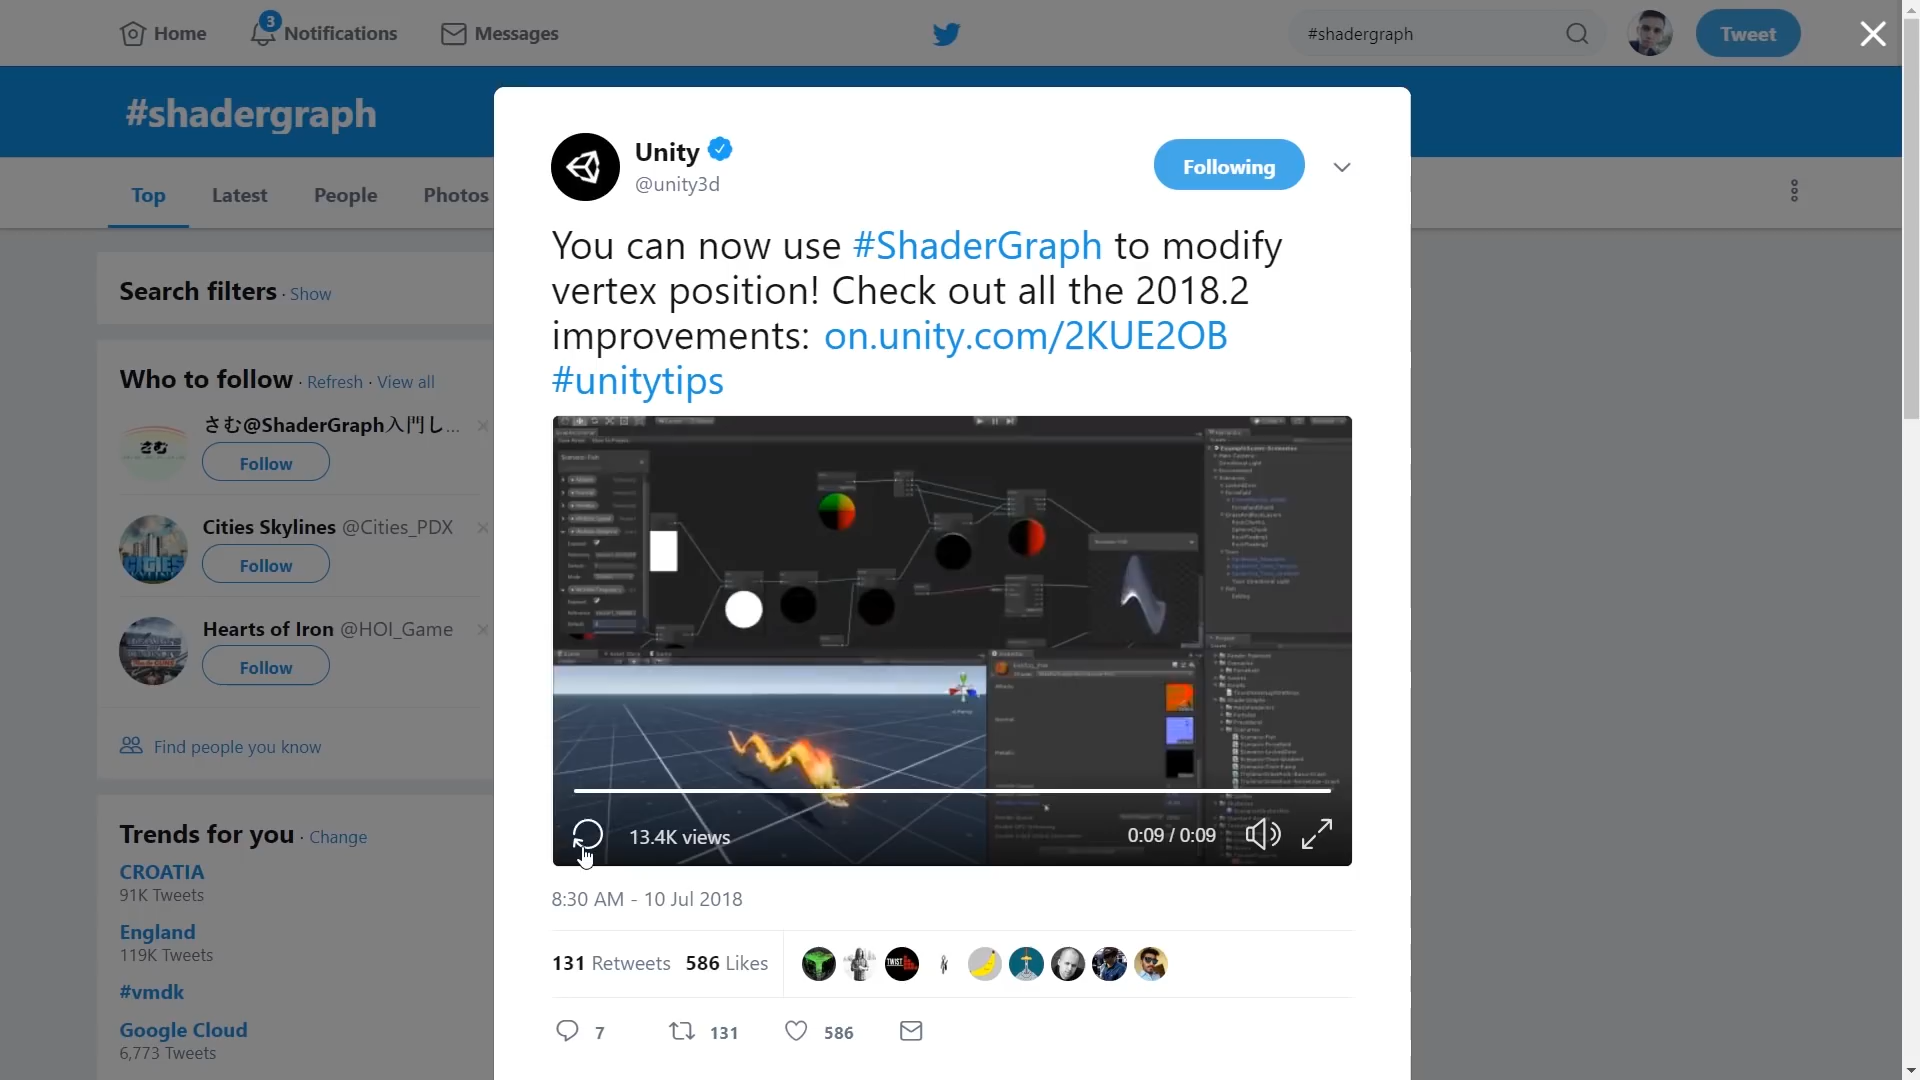 Home
3
Notifications
Messages
#shadergraph
Tweet
#shadergraph
Top
Latest
People
Photos
Search filters · Show
Who to follow · Refresh · View all
さむ@ShaderGraph入門し...
Follow
Cities Skylines @Cities_PDX
Follow
Hearts of Iron @HOI_Game
Follow
Find people you know
Trends for you · Change
CROATIA
91K Tweets
England
119K Tweets
#vmdk
Google Cloud
6,773 Tweets
Unity
@unity3d
Following
You can now use #ShaderGraph to modify
vertex position! Check out all the 2018.2
improvements: on.unity.com/2KUE2OB
#unitytips
13.4K views
0:09 / 0:09
8:30 AM - 10 Jul 2018
131 Retweets 586 Likes
7
131
586